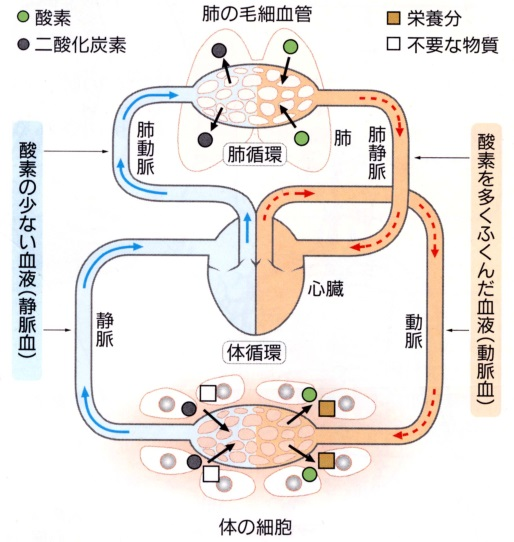 酸素
二酸化炭素
肺の毛細血管
栄養分
不要な物質
肺動脈
肺循環
肺
肺静脈
酸素の少ない血液(静脈血)
酸素を多くふくんだ血液(動脈血)
心臓
静脈
体循環
動脈
体の細胞